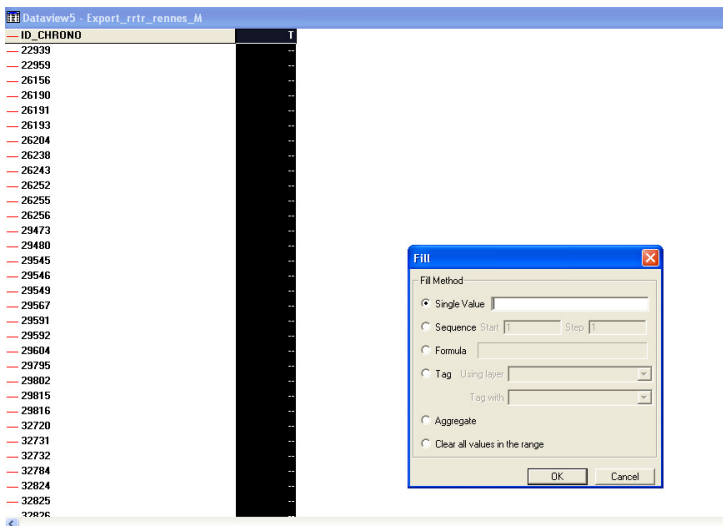 Dataview5 - Export_rrtr_rennes_M
ID_CHRONO T
22939 --
22959 --
26156 --
26190 --
26191 --
26193 --
26204 --
26238 --
26243 --
26252 --
26255 --
26256 --
29473 --
29480 --
29545 --
29546 --
29549 --
29567 --
29591 --
29592 --
29604 --
29795 --
29802 --
29815 --
29816 --
32720 --
32731 --
32732 --
32784 --
32824 --
32825 --
32826 --
Fill
Fill Method
Single Value
Sequence Start 1 Step 1
Formula
Tag Using layer
Tag with
Aggregate
Clear all values in the range
OK Cancel